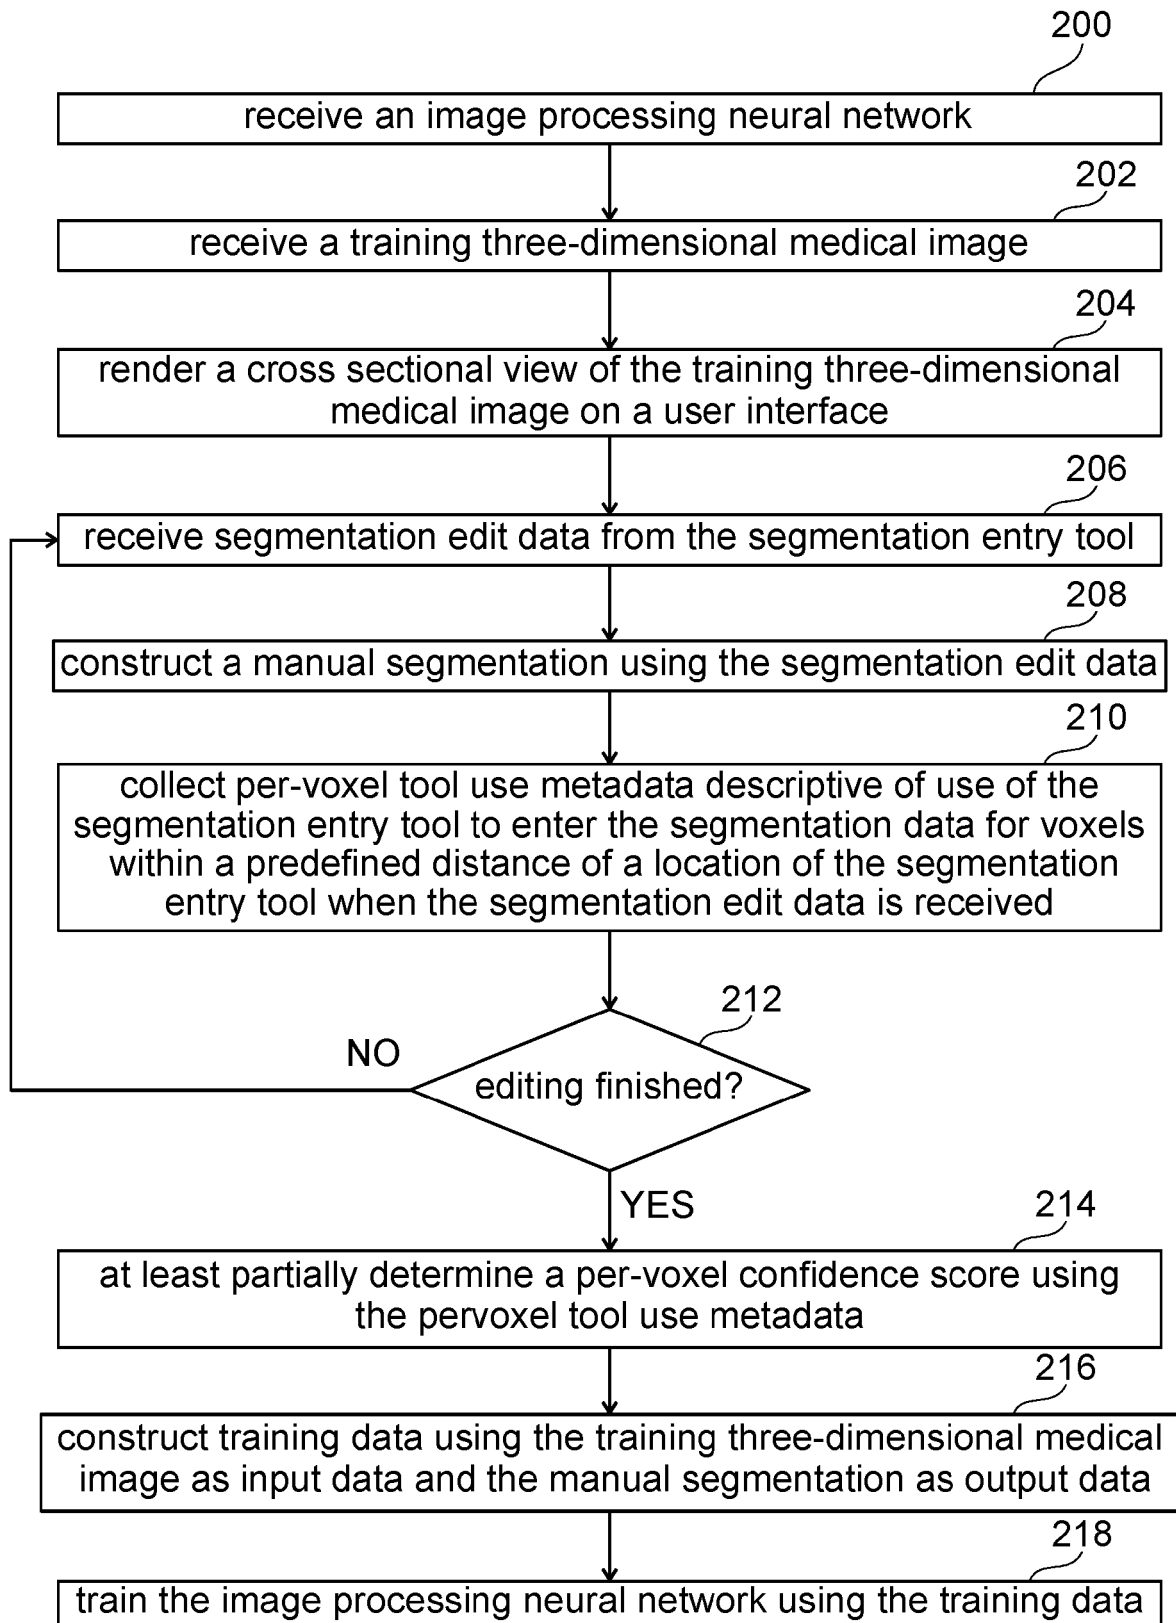 200
receive an image processing neural network
202
receive a training three-dimensional medical image
204
render a cross sectional view of the training three-dimensional
medical image on a user interface
206
receive segmentation edit data from the segmentation entry tool
208
construct a manual segmentation using the segmentation edit data
210
collect per-voxel tool use metadata descriptive of use of the
segmentation entry tool to enter the segmentation data for voxels
within a predefined distance of a location of the segmentation
entry tool when the segmentation edit data is received
212
NO
editing finished?
YES
214
at least partially determine a per-voxel confidence score using
the pervoxel tool use metadata
216
construct training data using the training three-dimensional medical
image as input data and the manual segmentation as output data
218
train the image processing neural network using the training data